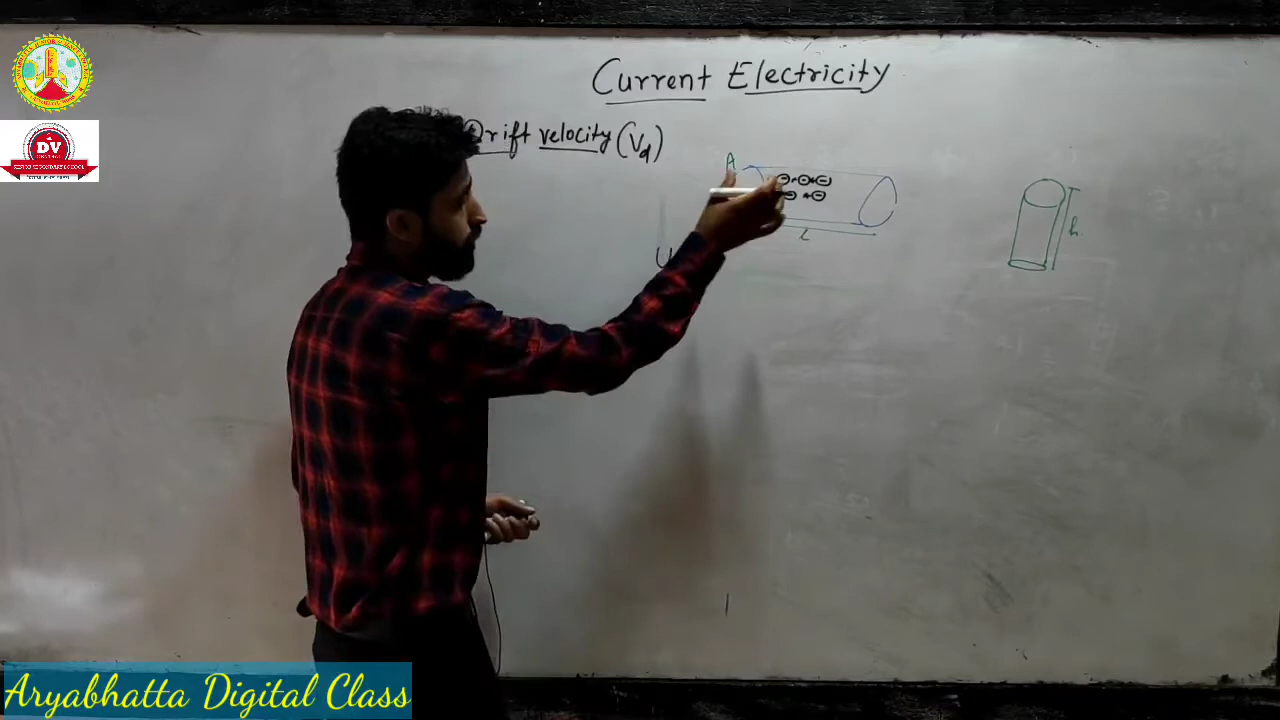 Current Electricity
Drift velocity (Vd)
A
L
h
DV
Aryabhatta Digital Class